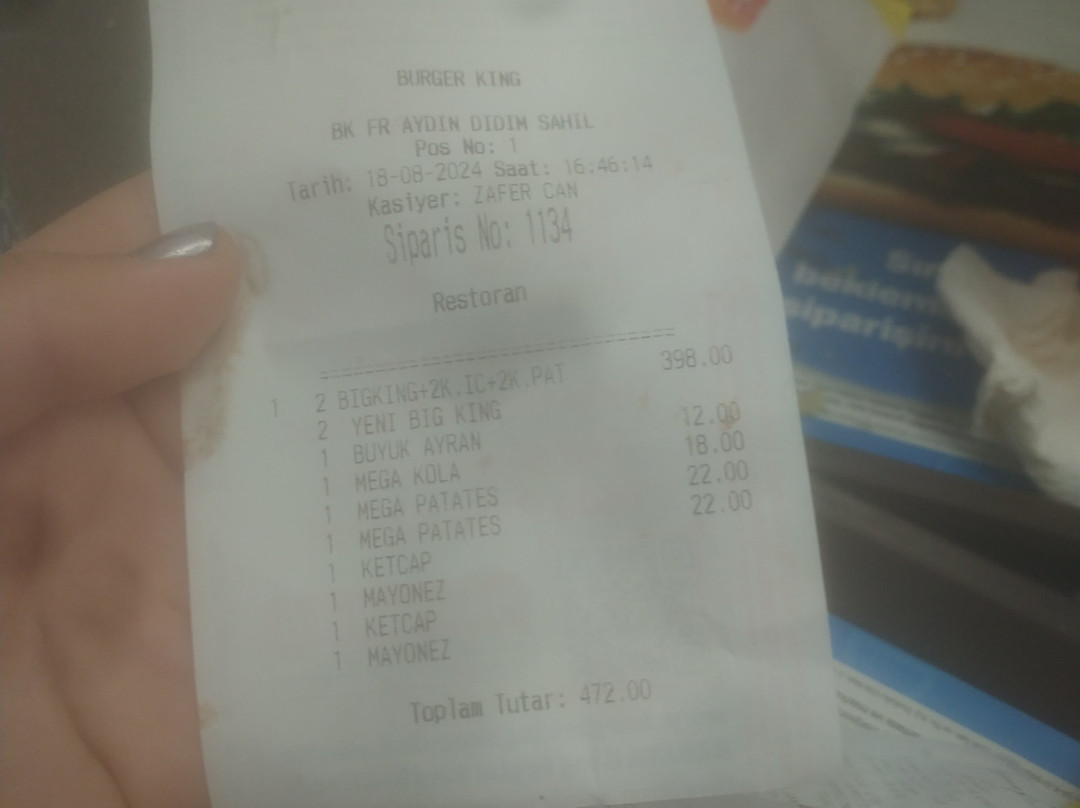 BURGER KING
BK FR AYDIN DIDIM SAHIL
Pos No: 1
Tarih: 18-08-2024 Saat: 16:46:14
Kasiyer: ZAFER CAN
Siparis No: 1134
Restoran
1 2 BIGKING+2K.IC+2K.PAT 398.00
2 YENI BIG KING
1 BUYUK AYRAN 12.00
1 MEGA KOLA 18.00
1 MEGA PATATES 22.00
1 MEGA PATATES 22.00
1 KETCAP
1 MAYONEZ
1 KETCAP
1 MAYONEZ
Toplam Tutar: 472.00